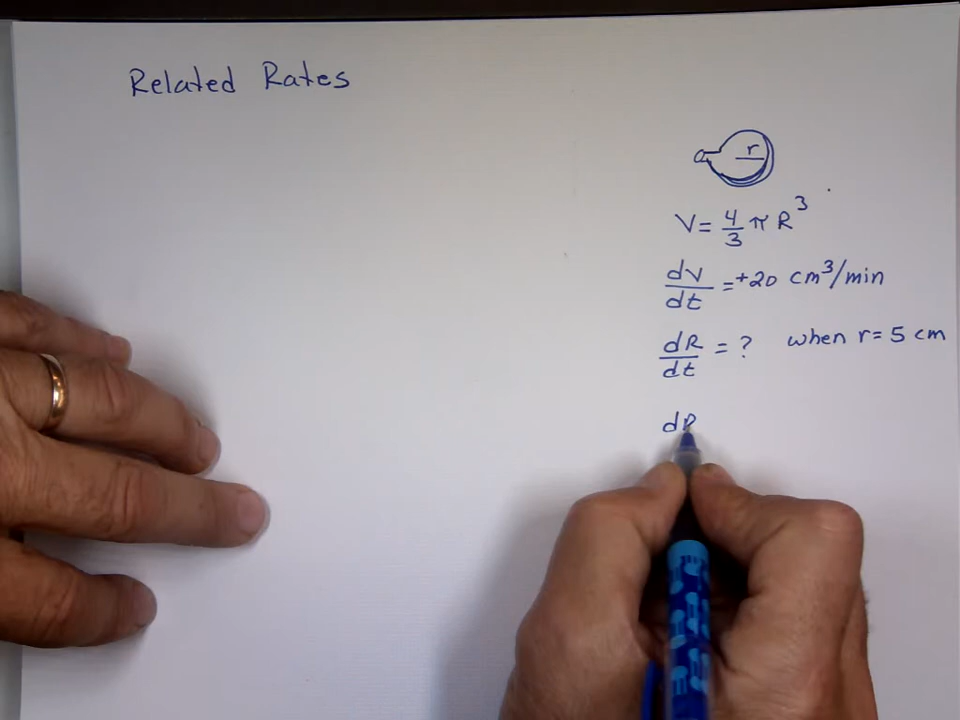 Related Rates
r
V = 4/3 π R³
dv/dt = +20 cm³/min
dR/dt = ? when r = 5 cm
dR